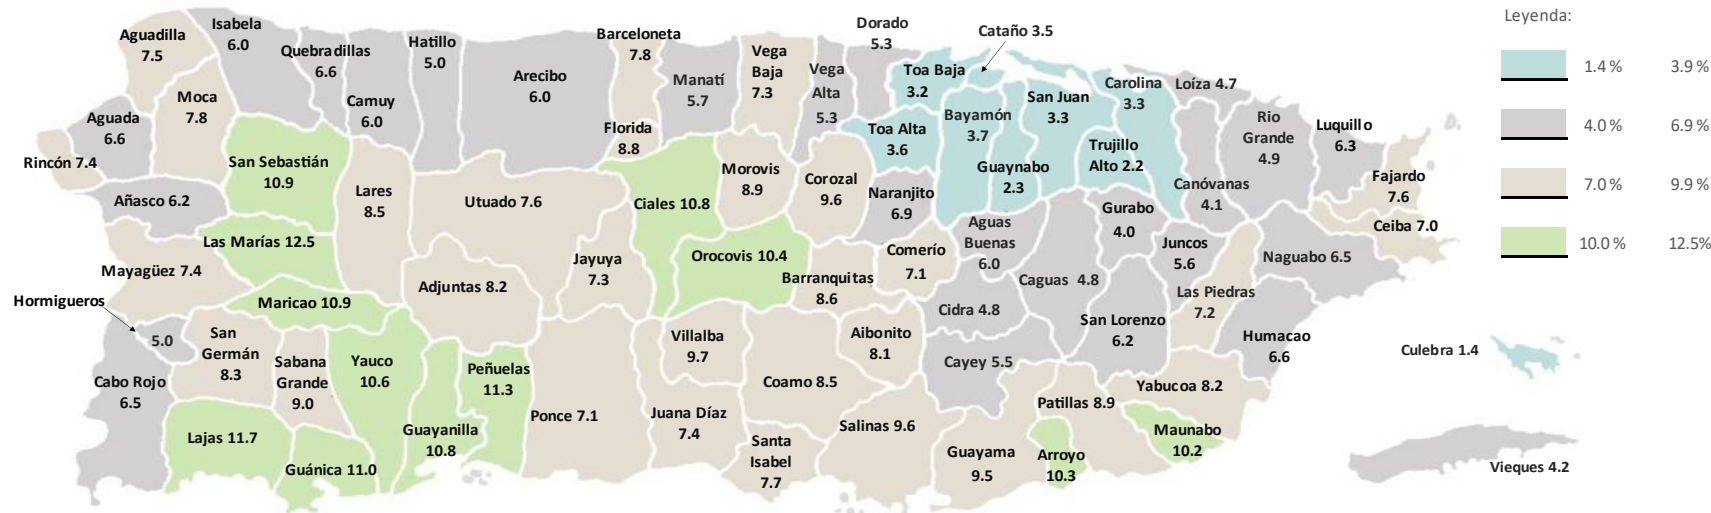 Leyenda:
1.4 % 3.9 %
4.0 % 6.9 %
7.0 % 9.9 %
10.0 % 12.5%
Aguadilla
7.5
Isabela
6.0
Quebradillas
6.6
Camuy
6.0
Hatillo
5.0
Arecibo
6.0
Barceloneta
7.8
Florida
8.8
Manatí
5.7
Vega
Baja
7.3
Vega
Alta
5.3
Dorado
5.3
Toa Baja
3.2
Cataño 3.5
Toa Alta
3.6
Bayamón
3.7
Guaynabo
2.3
San Juan
3.3
Trujillo
Alto 2.2
Carolina
3.3
Loíza 4.7
Canóvanas
4.1
Rio
Grande
4.9
Luquillo
6.3
Fajardo
7.6
Ceiba 7.0
Moca
7.8
Aguada
6.6
Rincón 7.4
Añasco 6.2
San Sebastián
10.9
Lares
8.5
Utuado 7.6
Ciales 10.8
Morovis
8.9
Corozal
9.6
Naranjito
6.9
Las Marías 12.5
Mayagüez 7.4
Maricao 10.9
Adjuntas 8.2
Jayuya
7.3
Orocovis 10.4
Barranquitas
8.6
Comerío
7.1
Aguas
Buenas
6.0
Caguas 4.8
Gurabo
4.0
Juncos
5.6
Las Piedras
7.2
Naguabo 6.5
Hormigueros
5.0
San
Germán
8.3
Sabana
Grande
9.0
Cabo Rojo
6.5
Lajas 11.7
Guánica 11.0
Yauco
10.6
Guayanilla
10.8
Peñuelas
11.3
Ponce 7.1
Villalba
9.7
Juana Díaz
7.4
Coamo 8.5
Santa
Isabel
7.7
Aibonito
8.1
Salinas 9.6
Cidra 4.8
Cayey 5.5
Guayama
9.5
San Lorenzo
6.2
Patillas 8.9
Arroyo
10.3
Yabucoa 8.2
Maunabo
10.2
Humacao
6.6
Culebra 1.4
Vieques 4.2